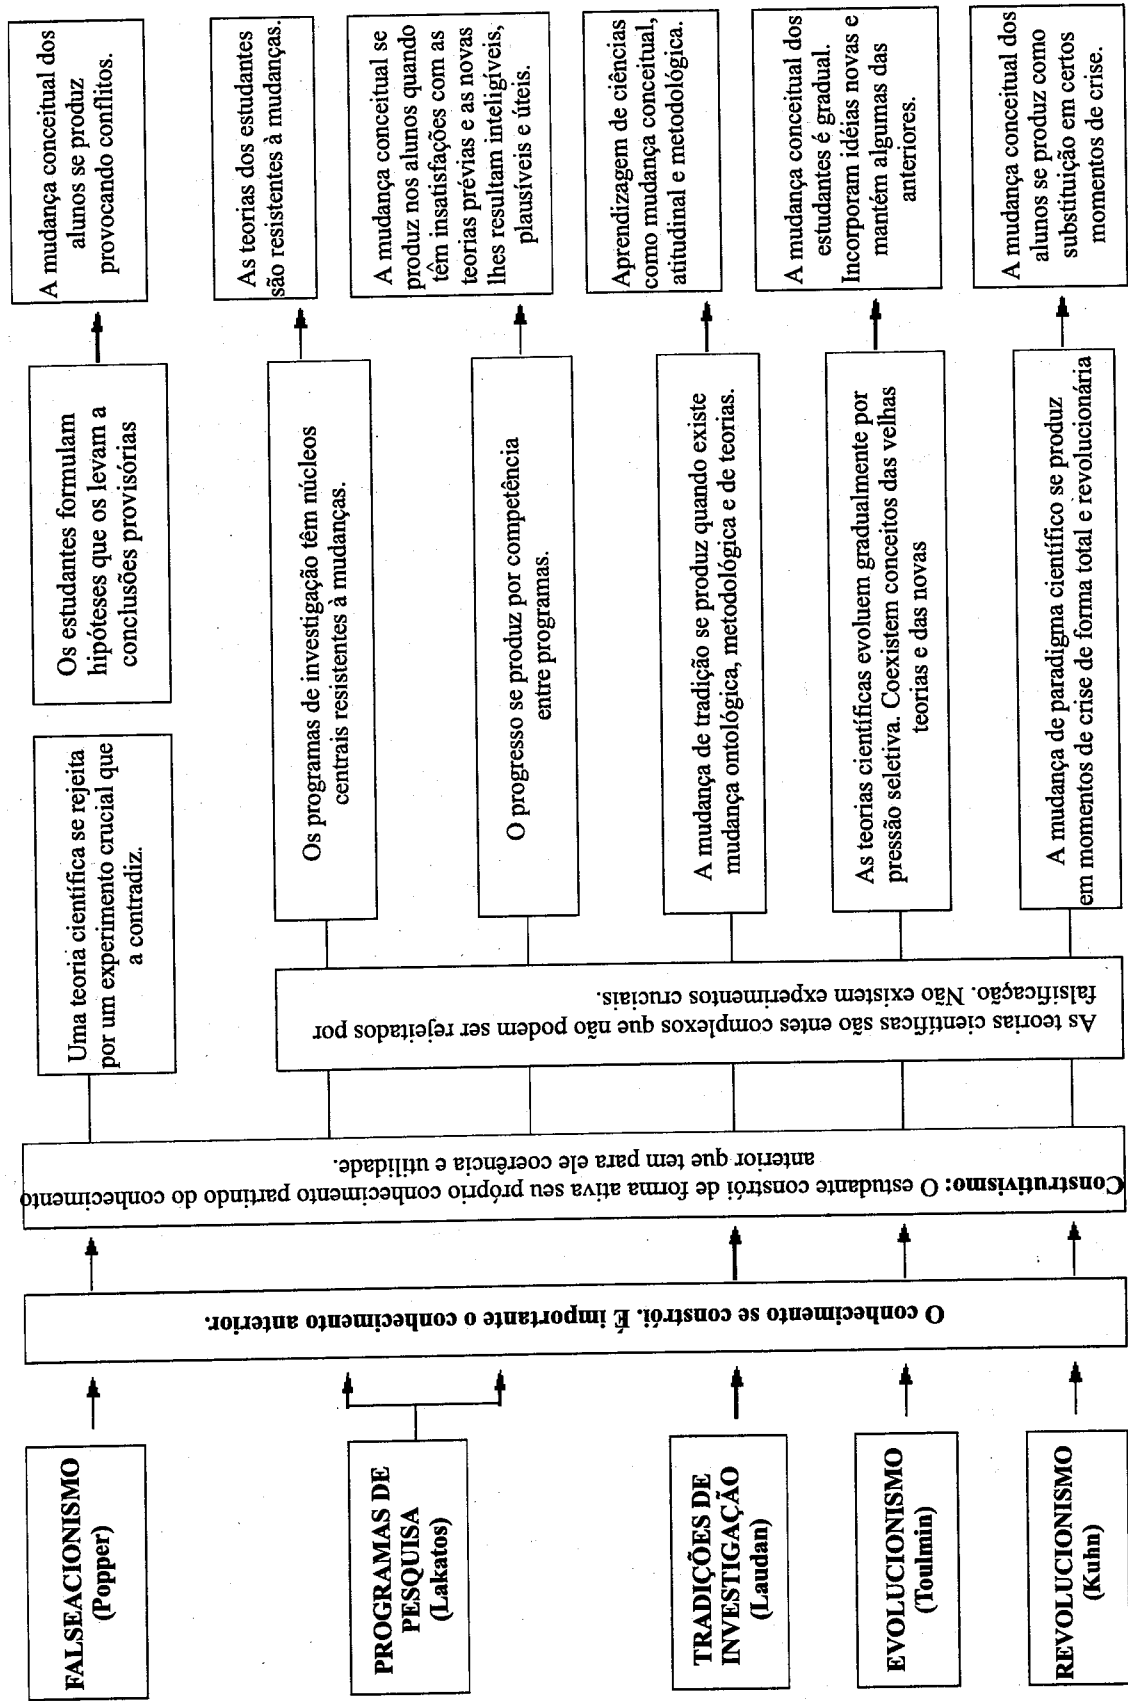 FALSEACIONISMO
(Popper)
PROGRAMAS DE
PESQUISA
(Lakatos)
TRADIÇÕES DE
INVESTIGAÇÃO
(Laudan)
EVOLUCIONISMO
(Toulmin)
REVOLUCIONISMO
(Kuhn)
O conhecimento se constrói. É importante o conhecimento anterior.
Construtivismo: O estudante constrói de forma ativa seu próprio conhecimento partindo do conhecimento
anterior que tem para ele coerência e utilidade.
Uma teoria científica se rejeita
por um experimento crucial que
a contradiz.
As teorias científicas são entes complexos que não podem ser rejeitados por
falsificação. Não existem experimentos cruciais.
Os estudantes formulam
hipóteses que os levam a
conclusões provisórias
Os programas de investigação têm núcleos
centrais resistentes à mudanças.
O progresso se produz por competência
entre programas.
A mudança de tradição se produz quando existe
mudança ontológica, metodológica e de teorias.
As teorias científicas evoluem gradualmente por
pressão seletiva. Coexistem conceitos das velhas
teorias e das novas
A mudança de paradigma científico se produz
em momentos de crise de forma total e revolucionária
A mudança conceitual dos
alunos se produz
provocando conflitos.
As teorias dos estudantes
são resistentes à mudanças.
A mudança conceitual se
produz nos alunos quando
têm insatisfações com as
teorias prévias e as novas
lhes resultam inteligíveis,
plausíveis e úteis.
Aprendizagem de ciências
como mudança conceitual,
atitudinal e metodológica.
A mudança conceitual dos
estudantes é gradual.
Incorporam idéias novas e
mantém algumas das
anteriores.
A mudança conceitual dos
alunos se produz como
substituição em certos
momentos de crise.